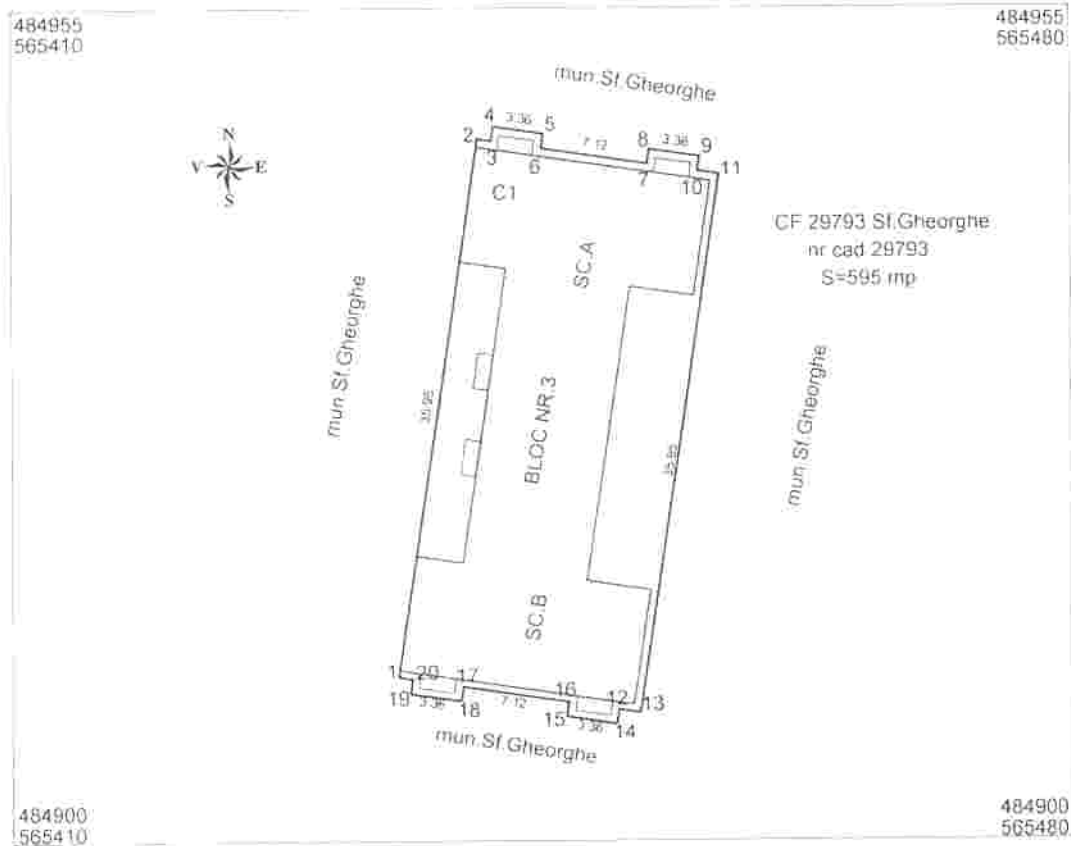 484955
565410
484955
565480
mun.Sf.Gheorghe
4
3.36
5
2
3
6
7.12
8
3.36
9
7
10
11
N
V
E
S
C1
SC.A
CF 29793 Sf.Gheorghe
nr cad 29793
S=595 mp
mun.Sf.Gheorghe
35.95
BLOC NR.3
35.95
mun.Sf.Gheorghe
SC.B
1
20
17
19
3.36
18
7.12
16
12
13
15
3.36
14
mun.Sf.Gheorghe
484900
565410
484900
565480